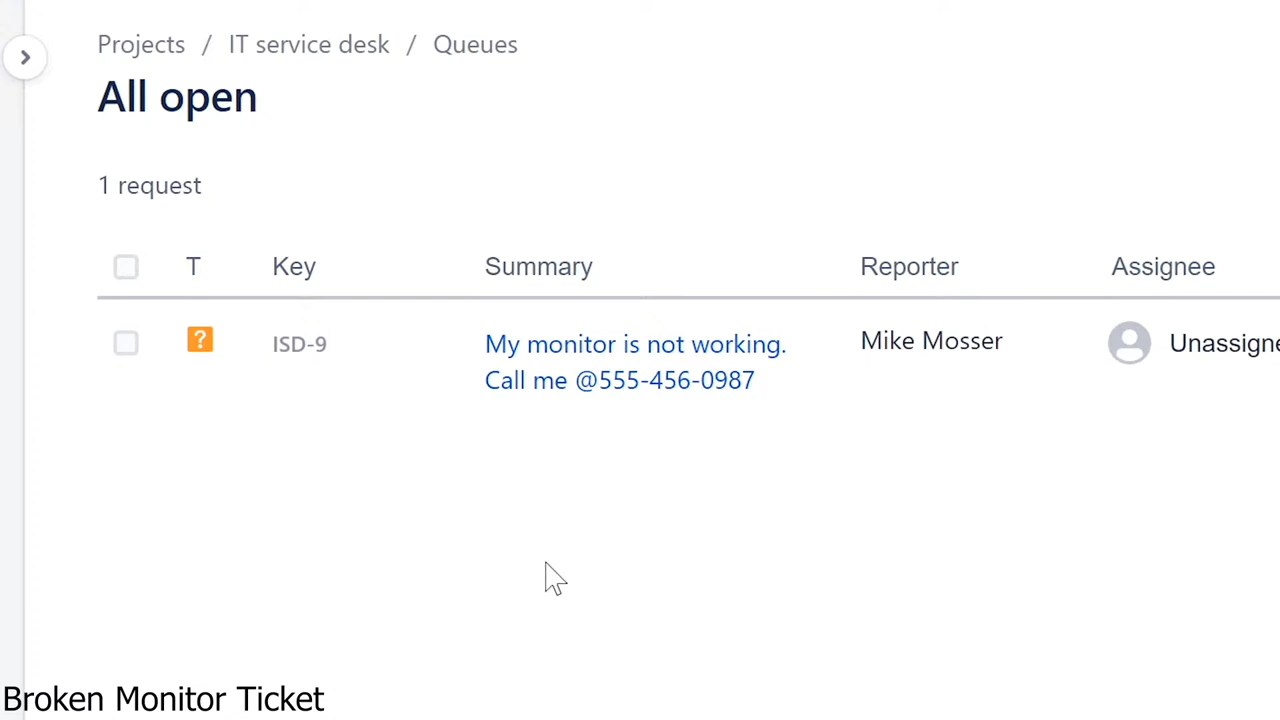 Projects / IT service desk / Queues
All open
1 request
T Key Summary Reporter Assignee
? ISD-9 My monitor is not working. Mike Mosser Unassigne
Call me @555-456-0987
Broken Monitor Ticket